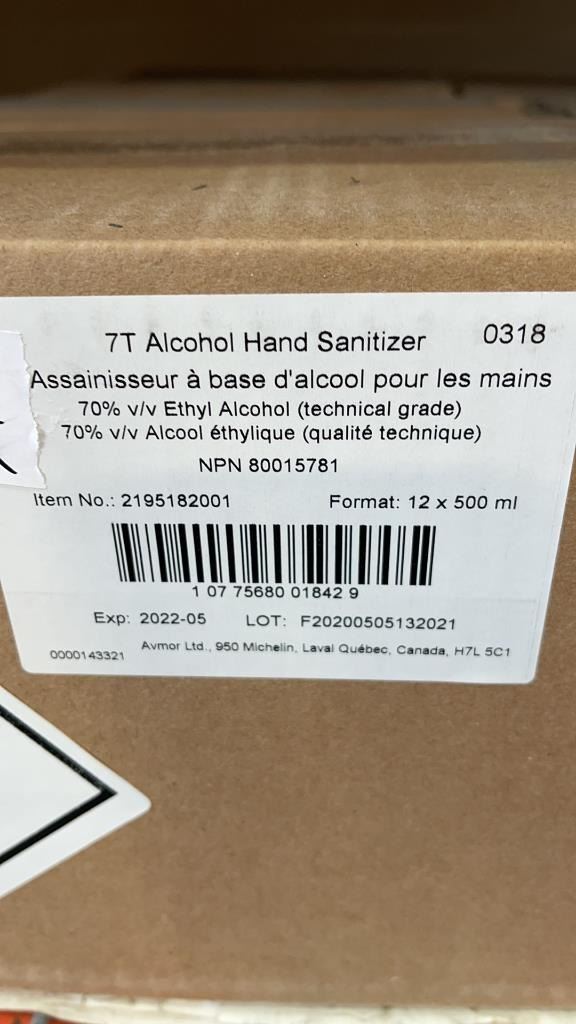 7T Alcohol Hand Sanitizer 0318
Assainisseur à base d'alcool pour les mains
70% v/v Ethyl Alcohol (technical grade)
70% v/v Alcool éthylique (qualité technique)
NPN 80015781
Item No.: 2195182001 Format: 12 x 500 ml
1 07 75680 01842 9
Exp: 2022-05 LOT: F20200505132021
0000143321 Avmor Ltd., 950 Michelin, Laval Québec, Canada, H7L 5C1